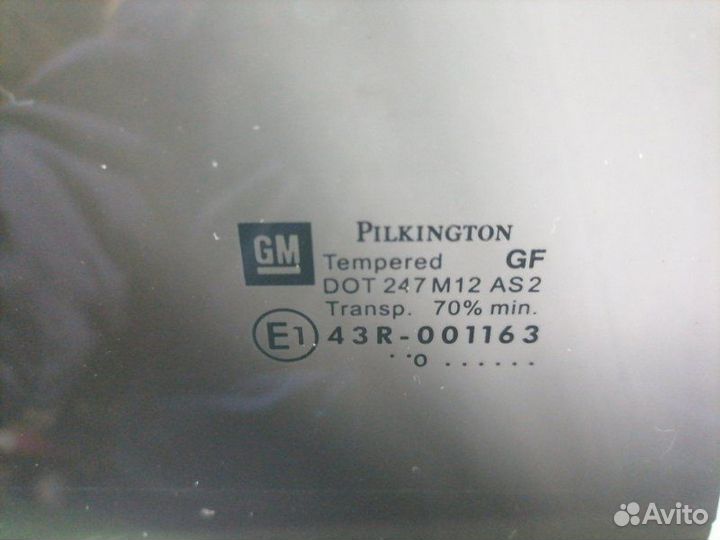 GM
PILKINGTON
Tempered GF
DOT 247 M12 AS2
Transp. 70% min.
E1 43R-001163
..o ......
Avito